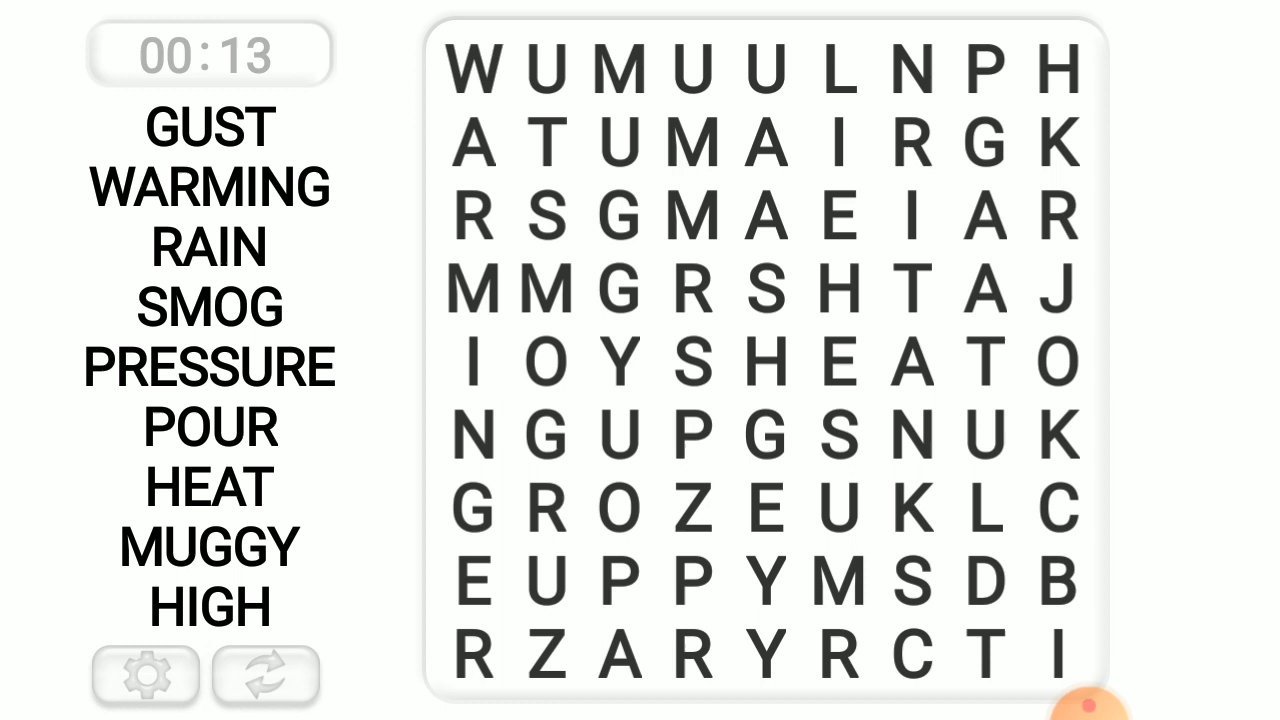 00:13
GUST
WARMING
RAIN
SMOG
PRESSURE
POUR
HEAT
MUGGY
HIGH
W U M U U L N P H
A T U M A I R G K
R S G M A E I A R
M M G R S H T A J
I O Y S H E A T O
N G U P G S N U K
G R O Z E U K L C
E U P P Y M S D B
R Z A R Y R C T I